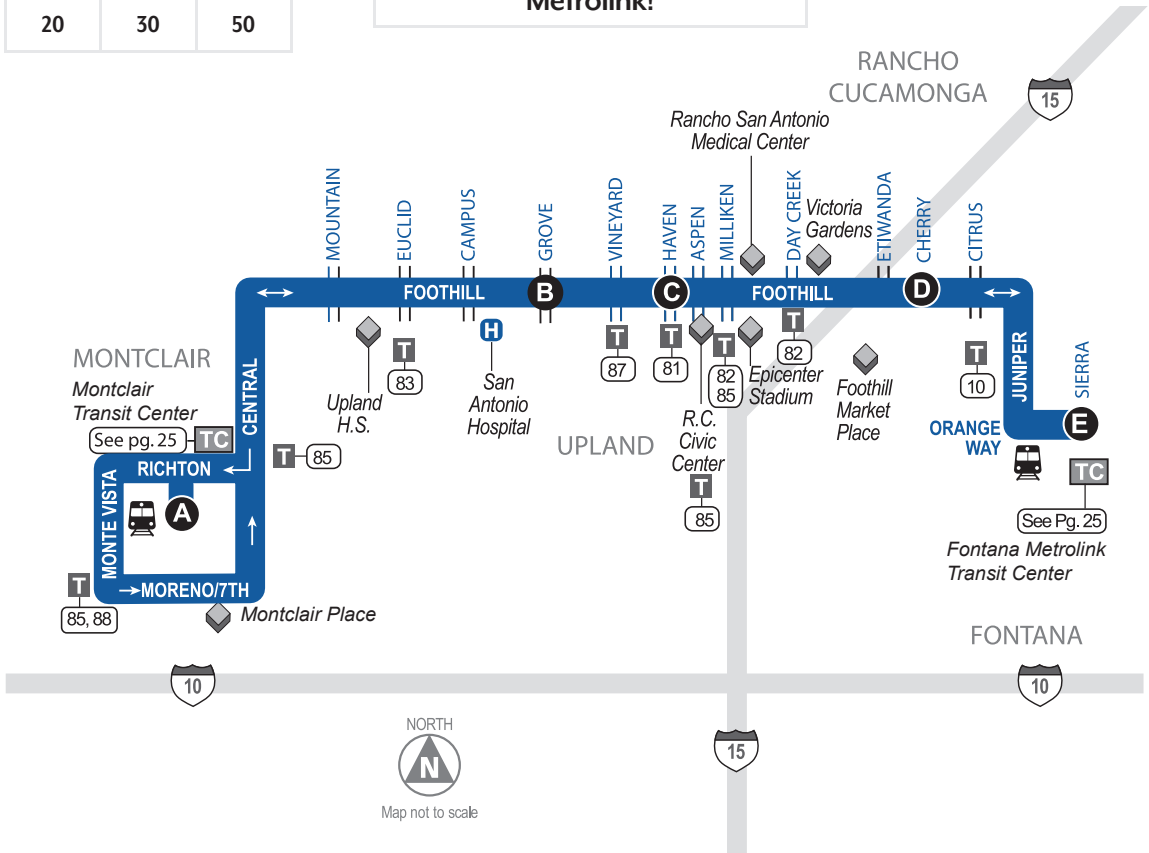 20 30 50
Metrolink!
RANCHO
CUCAMONGA
15
Rancho San Antonio
Medical Center
MOUNTAIN
EUCLID
CAMPUS
GROVE
VINEYARD
HAVEN
ASPEN
MILLIKEN
DAY CREEK
Victoria
Gardens
ETIWANDA
CHERRY
CITRUS
FOOTHILL
B
C
FOOTHILL
D
H
T
83
T
87
T
81
T
82
85
T
82
T
10
Upland
H.S.
San
Antonio
Hospital
R.C.
Civic
Center
T
85
Epicenter
Stadium
Foothill
Market
Place
JUNIPER
SIERRA
ORANGE
WAY
E
TC
See Pg. 25
Fontana Metrolink
Transit Center
UPLAND
MONTCLAIR
Montclair
Transit Center
See pg. 25
TC
CENTRAL
T
85
RICHTON
MONTE VISTA
A
T
85, 88
MORENO/7TH
Montclair Place
FONTANA
10
10
15
NORTH
N
Map not to scale